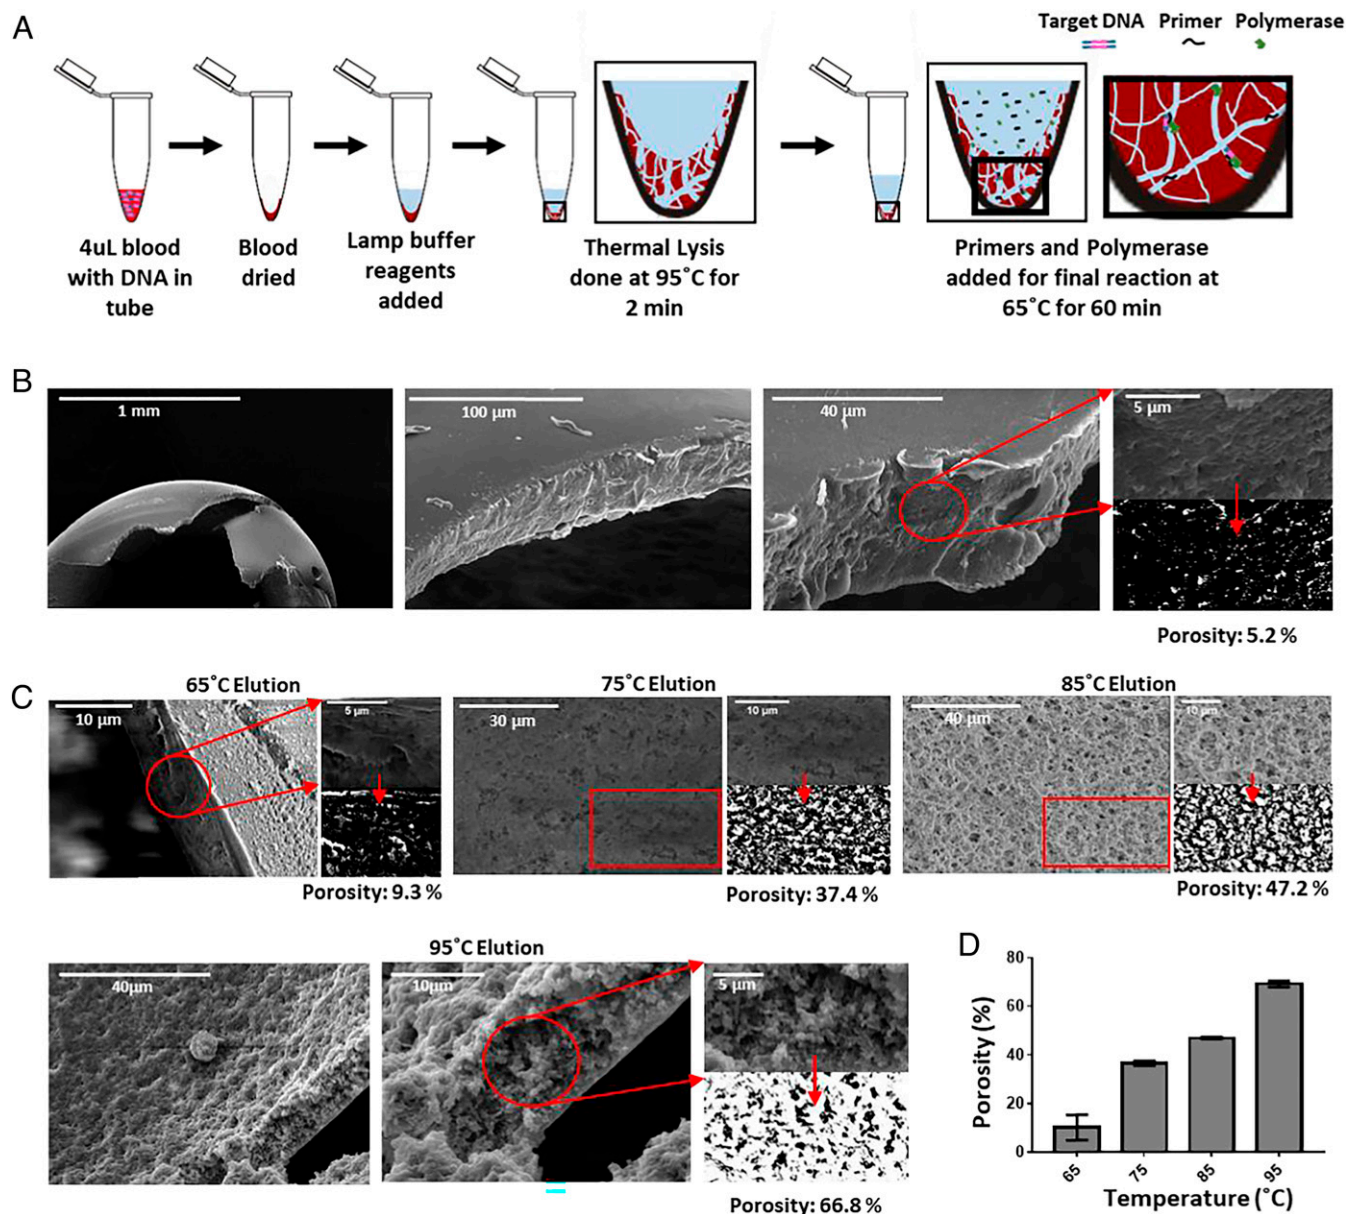 A
Target DNA Primer Polymerase
4uL blood
with DNA in
tube
Blood
dried
Lamp buffer
reagents
added
Thermal Lysis
done at 95˚C for
2 min
Primers and Polymerase
added for final reaction at
65˚C for 60 min
B
1 mm
100 µm
40 µm
5 µm
Porosity: 5.2 %
C
65˚C Elution
10 µm
5 µm
Porosity: 9.3 %
75˚C Elution
30 µm
10 µm
Porosity: 37.4 %
85˚C Elution
40 µm
10 µm
Porosity: 47.2 %
95˚C Elution
40µm
10µm
5 µm
Porosity: 66.8 %
D
Porosity (%)
80
60
40
20
0
65 75 85 95
Temperature (˚C)